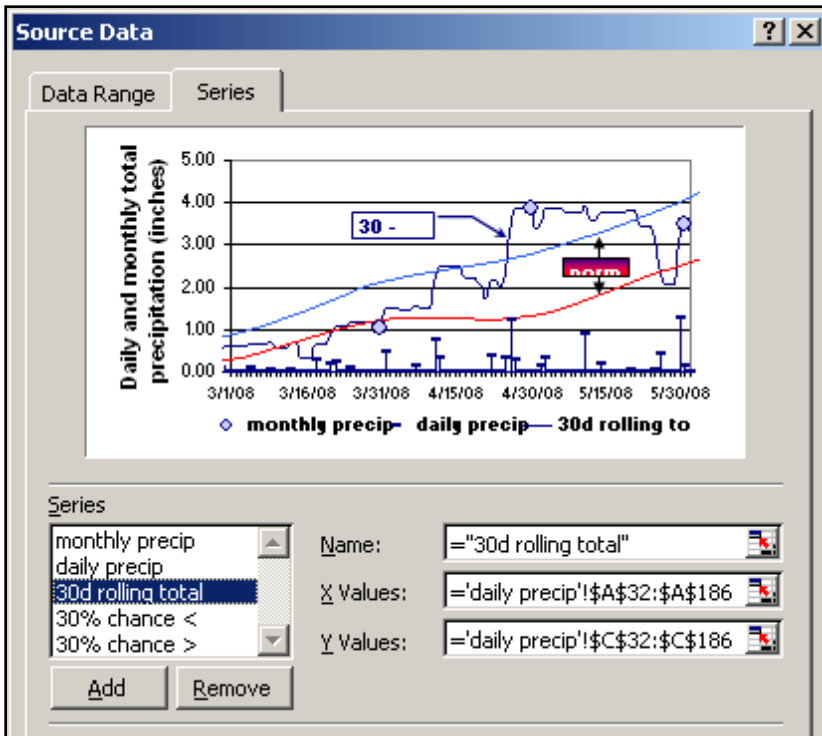 Source Data
Data Range
Series
Daily and monthly total
precipitation (inches)
5.00
4.00
3.00
2.00
1.00
0.00
30 -
norm
3/1/08 3/16/08 3/31/08 4/15/08 4/30/08 5/15/08 5/30/08
monthly precip daily precip 30d rolling to
Series
monthly precip
daily precip
30d rolling total
30% chance <
30% chance >
Add Remove
Name: ="30d rolling total"
X Values: ='daily precip'!$A$32:$A$186
Y Values: ='daily precip'!$C$32:$C$186